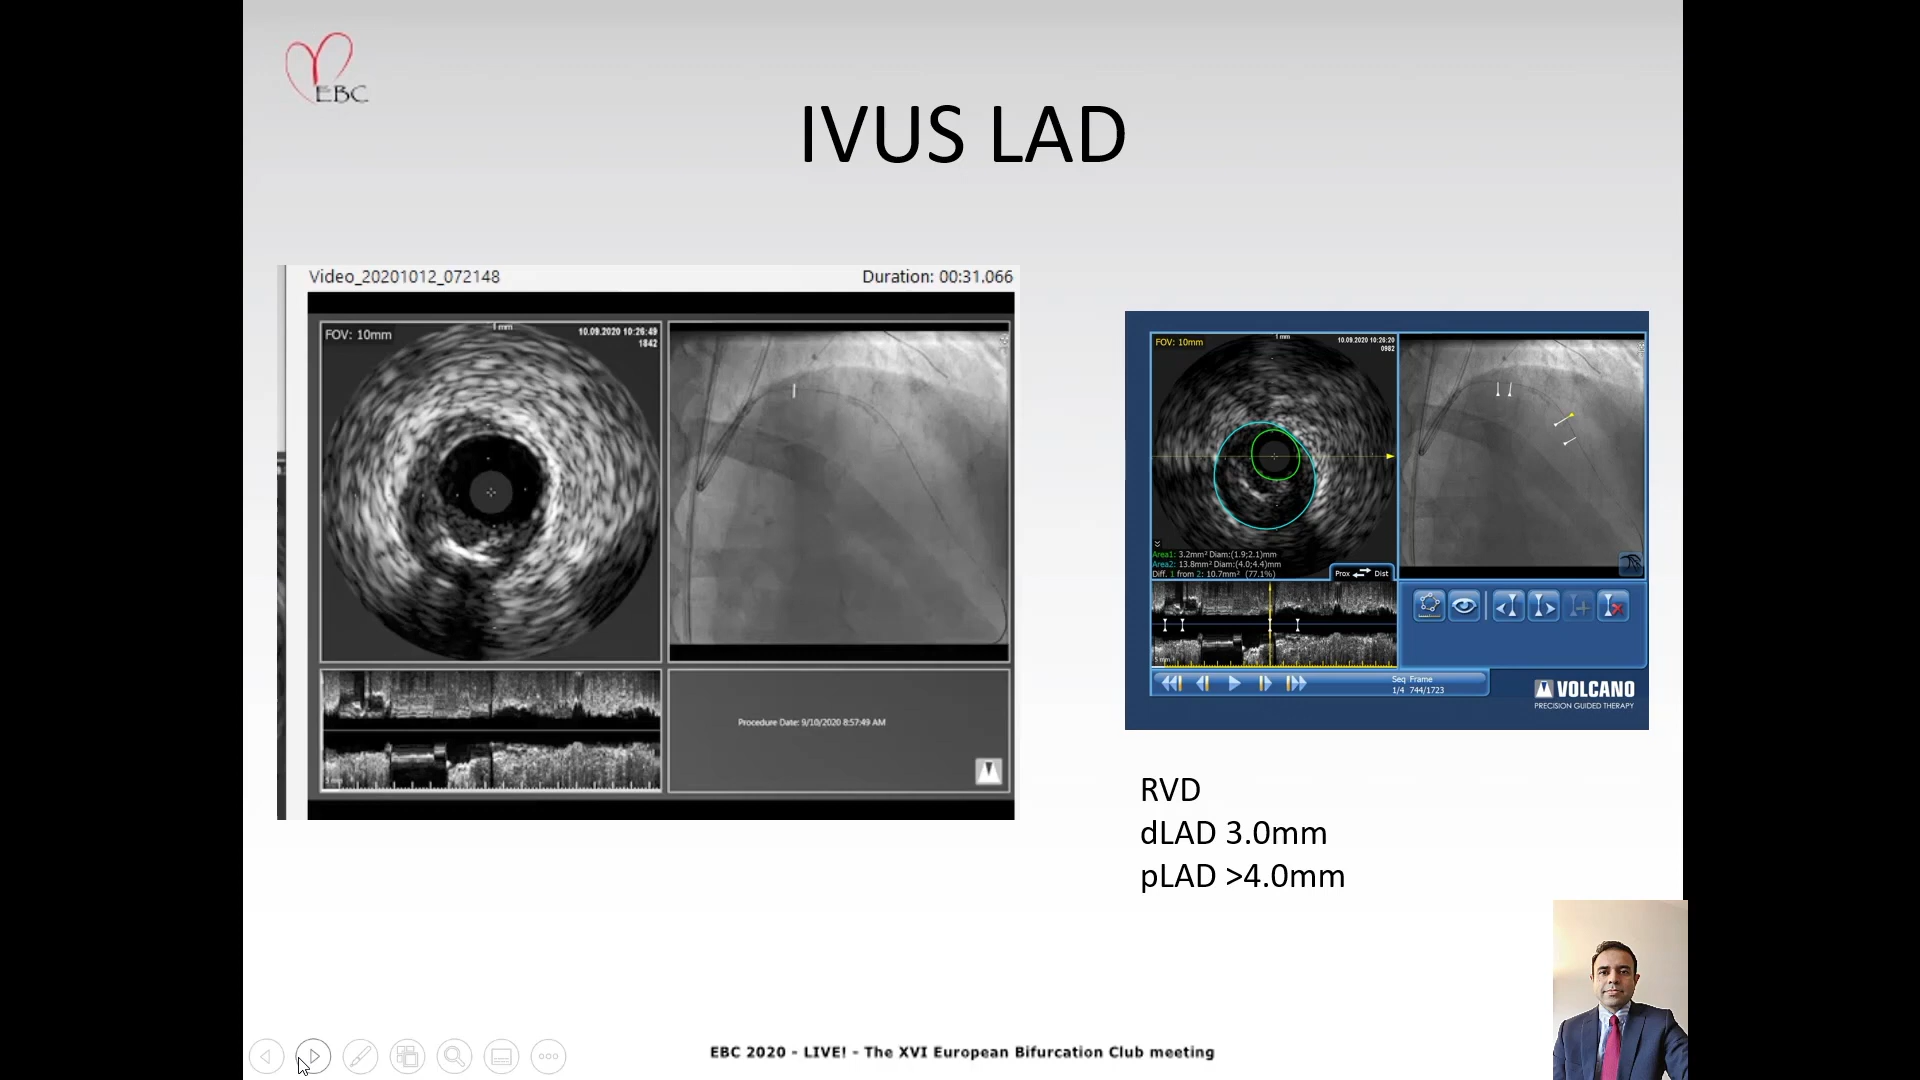 EBC
IVUS LAD
Video_20201012_072148
Duration: 00:31.066
FOV: 10mm
1 mm
10.09.2020 10:26:49
1842
Procedure Date: 9/10/2020 8:57:49 AM
FOV: 10mm
1 mm
10.09.2020 10:26:20
0982
Area1: 3.2mm² Diam:(1.9;2.1)mm
Area2: 13.8mm² Diam:(4.0;4.4)mm
Diff. 1 from 2: 10.7mm² (77.1%)
Prox Dist
5 mm
Seq Frame
1/4 744/1723
VOLCANO
PRECISION GUIDED THERAPY
RVD
dLAD 3.0mm
pLAD >4.0mm
EBC 2020 - LIVE! - The XVI European Bifurcation Club meeting